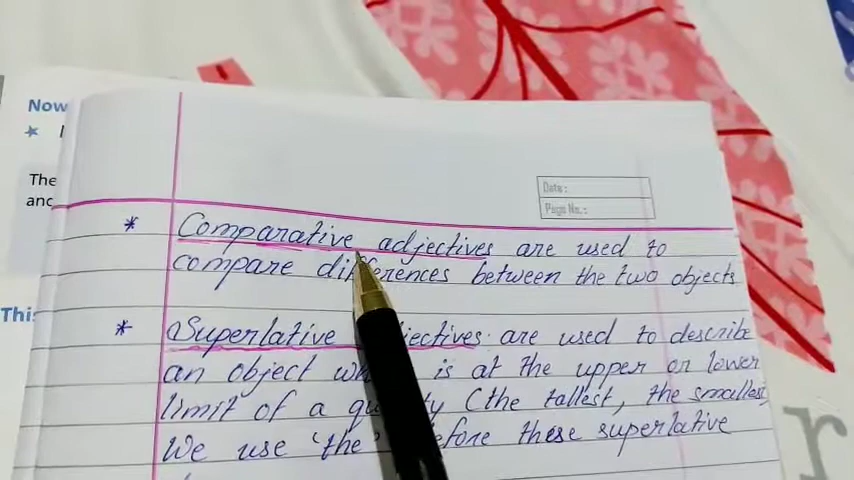 Now
The
and
This
Date:
Page No.:
* Comparative adjectives are used to
compare differences between the two objects
* Superlative adjectives are used to describe
an object is at the upper or lower
limit of a (the tallest, the smallest
We use 'the' before these superlative
r